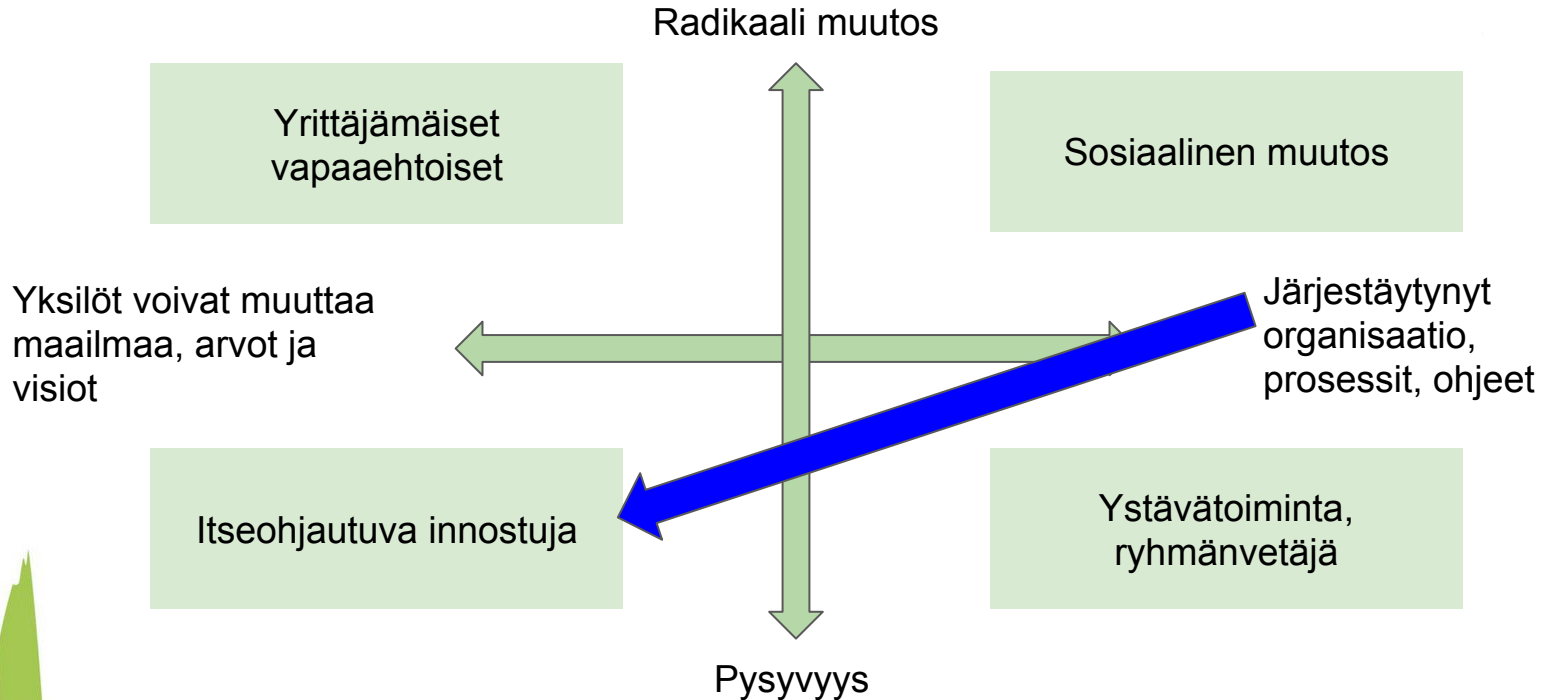 Radikaali muutos
Yrittäjämäiset
vapaaehtoiset
Sosiaalinen muutos
Yksilöt voivat muuttaa
maailmaa, arvot ja
visiot
Järjestäytynyt
organisaatio,
prosessit, ohjeet
Itseohjautuva innostuja
Ystävätoiminta,
ryhmänvetäjä
Pysyvyys